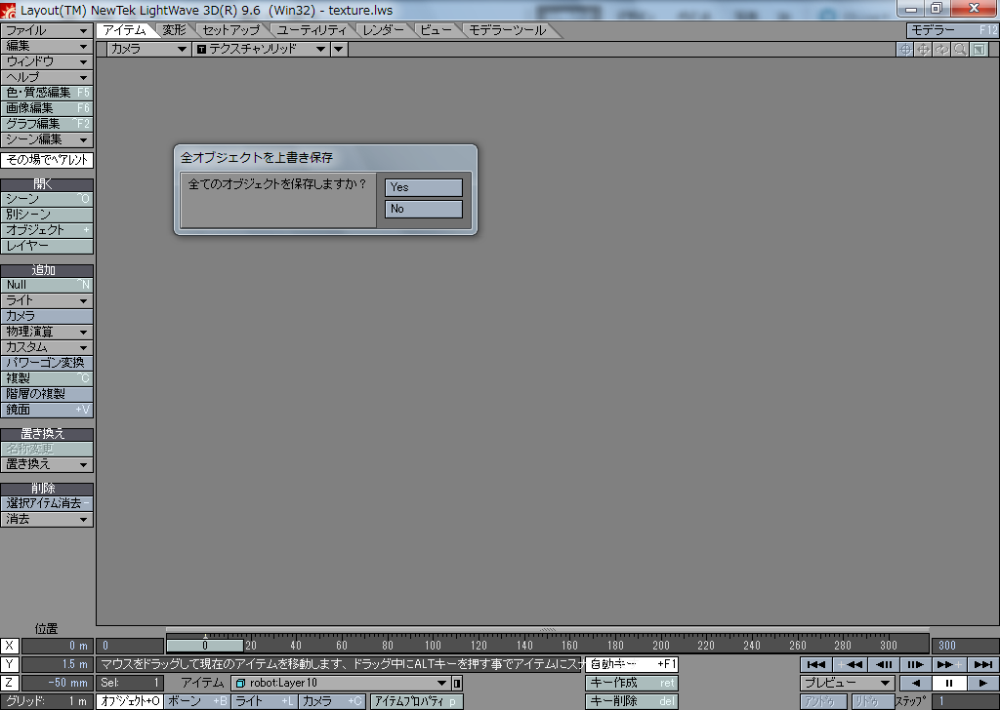 Layout(TM) NewTek LightWave 3D(R) 9.6 (Win32) - texture.lws
ファイル
編集
ウィンドウ
ヘルプ
色・質感編集 F5
画像編集 F6
グラフ編集 ^F2
シーン編集
その場でペアレント
アイテム 変形 セットアップ ユーティリティ レンダー ビュー モデラーツール
モデラー F12
カメラ T テクスチャソリッド
全オブジェクトを上書き保存
全てのオブジェクトを保存しますか？
Yes
No
開く
シーン ^O
別シーン
オブジェクト +
レイヤー
追加
Null ^N
ライト
カメラ
物理演算
カスタム
パワーゴン変換
複製 ^C
階層の複製
鏡面 +V
置き換え
名称変更
置き換え
削除
選択アイテム消去 -
消去
位置
X 0 m
Y 1.5 m
Z -50 mm
グリッド: 1 m
0 0 20 40 60 80 100 120 140 160 180 200 220 240 260 280 300 300
マウスをドラッグして現在のアイテムを移動します、ドラッグ中にALTキーを押す事でアイテムにスナ
自動キー +F1
Sel: 1 アイテム robot:Layer10
キー作成 ret
プレビュー
オブジェクト+O ボーン +B ライト +L カメラ +C アイテムプロパティ p
キー削除 del
アンドゥ リドゥ ステップ 1